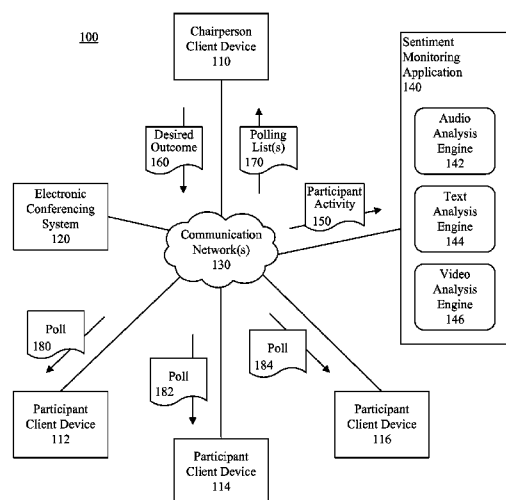 100
Chairperson
Client Device
110
Sentiment
Monitoring
Application
140
Audio
Analysis
Engine
142
Text
Analysis
Engine
144
Video
Analysis
Engine
146
Desired
Outcome
160
Polling
List(s)
170
Participant
Activity
150
Electronic
Conferencing
System
120
Communication
Network(s)
130
Poll
180
Poll
182
Poll
184
Participant
Client Device
112
Participant
Client Device
114
Participant
Client Device
116